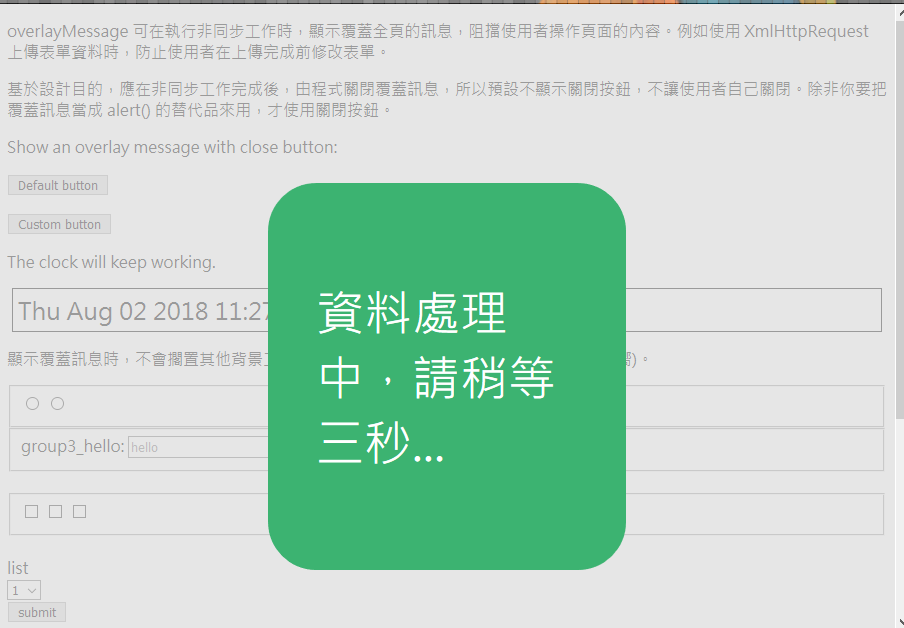 overlayMessage 可在執行非同步工作時，顯示覆蓋全頁的訊息，阻擋使用者操作頁面的內容。例如使用 XmlHttpRequest
上傳表單資料時，防止使用者在上傳完成前修改表單。
基於設計目的，應在非同步工作完成後，由程式關閉覆蓋訊息，所以預設不顯示關閉按鈕，不讓使用者自己關閉。除非你要把
覆蓋訊息當成 alert() 的替代品來用，才使用關閉按鈕。
Show an overlay message with close button:
Default button
Custom button
The clock will keep working.
Thu Aug 02 2018 11:27
顯示覆蓋訊息時，不會擱置其他背景
資料處理
中，請稍等
三秒...
group3_hello: hello
list
1
submit